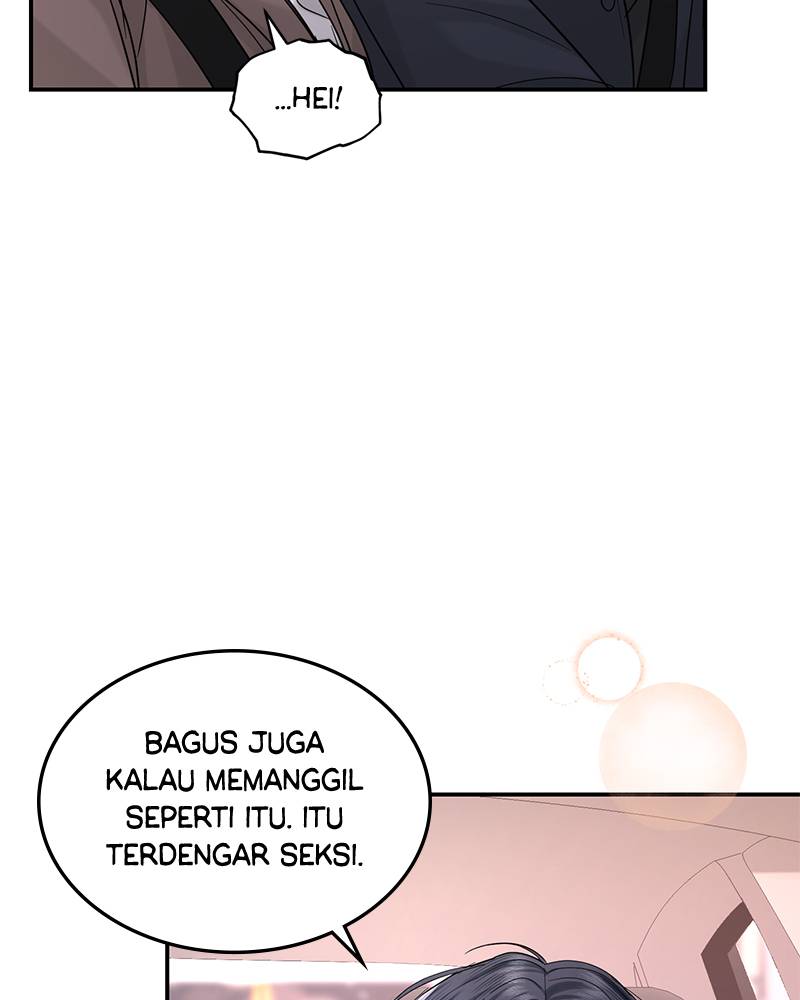 ...HEI!
BAGUS JUGA
KALAU MEMANGGIL
SEPERTI ITU. ITU
TERDENGAR SEKSI.